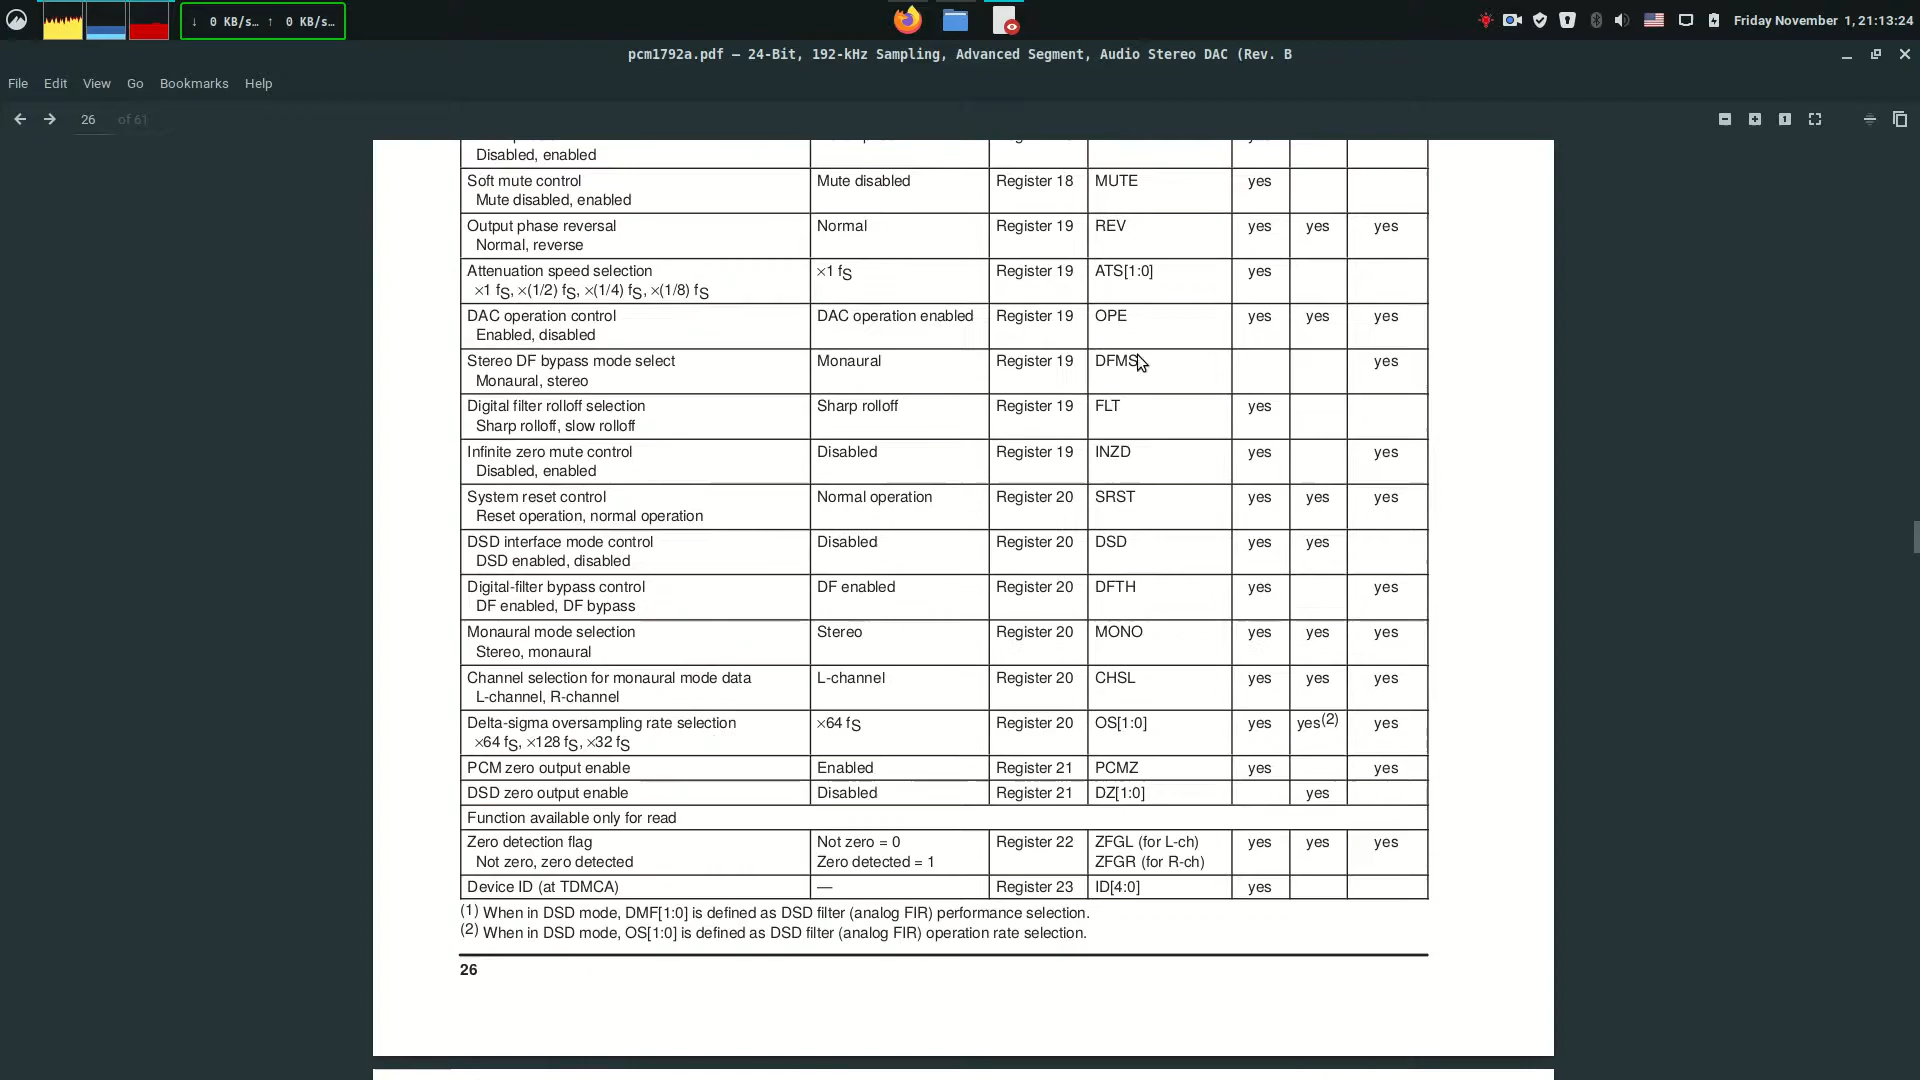 ↓ 0 KB/s… ↑ 0 KB/s…
Friday November 1, 21:13:24
pcm1792a.pdf — 24-Bit, 192-kHz Sampling, Advanced Segment, Audio Stereo DAC (Rev. B
File Edit View Go Bookmarks Help
26 of 61
Disabled, enabled
Soft mute control Mute disabled Register 18 MUTE yes
Mute disabled, enabled
Output phase reversal Normal Register 19 REV yes yes yes
Normal, reverse
Attenuation speed selection ×1 fS Register 19 ATS[1:0] yes
×1 fS, ×(1/2) fS, ×(1/4) fS, ×(1/8) fS
DAC operation control DAC operation enabled Register 19 OPE yes yes yes
Enabled, disabled
Stereo DF bypass mode select Monaural Register 19 DFMS yes
Monaural, stereo
Digital filter rolloff selection Sharp rolloff Register 19 FLT yes
Sharp rolloff, slow rolloff
Infinite zero mute control Disabled Register 19 INZD yes yes
Disabled, enabled
System reset control Normal operation Register 20 SRST yes yes yes
Reset operation, normal operation
DSD interface mode control Disabled Register 20 DSD yes yes
DSD enabled, disabled
Digital-filter bypass control DF enabled Register 20 DFTH yes yes
DF enabled, DF bypass
Monaural mode selection Stereo Register 20 MONO yes yes yes
Stereo, monaural
Channel selection for monaural mode data L-channel Register 20 CHSL yes yes yes
L-channel, R-channel
Delta-sigma oversampling rate selection ×64 fS Register 20 OS[1:0] yes yes(2) yes
×64 fS, ×128 fS, ×32 fS
PCM zero output enable Enabled Register 21 PCMZ yes yes
DSD zero output enable Disabled Register 21 DZ[1:0] yes
Function available only for read
Zero detection flag Not zero = 0 Register 22 ZFGL (for L-ch) yes yes yes
Not zero, zero detected Zero detected = 1 ZFGR (for R-ch)
Device ID (at TDMCA) — Register 23 ID[4:0] yes
(1) When in DSD mode, DMF[1:0] is defined as DSD filter (analog FIR) performance selection.
(2) When in DSD mode, OS[1:0] is defined as DSD filter (analog FIR) operation rate selection.
26